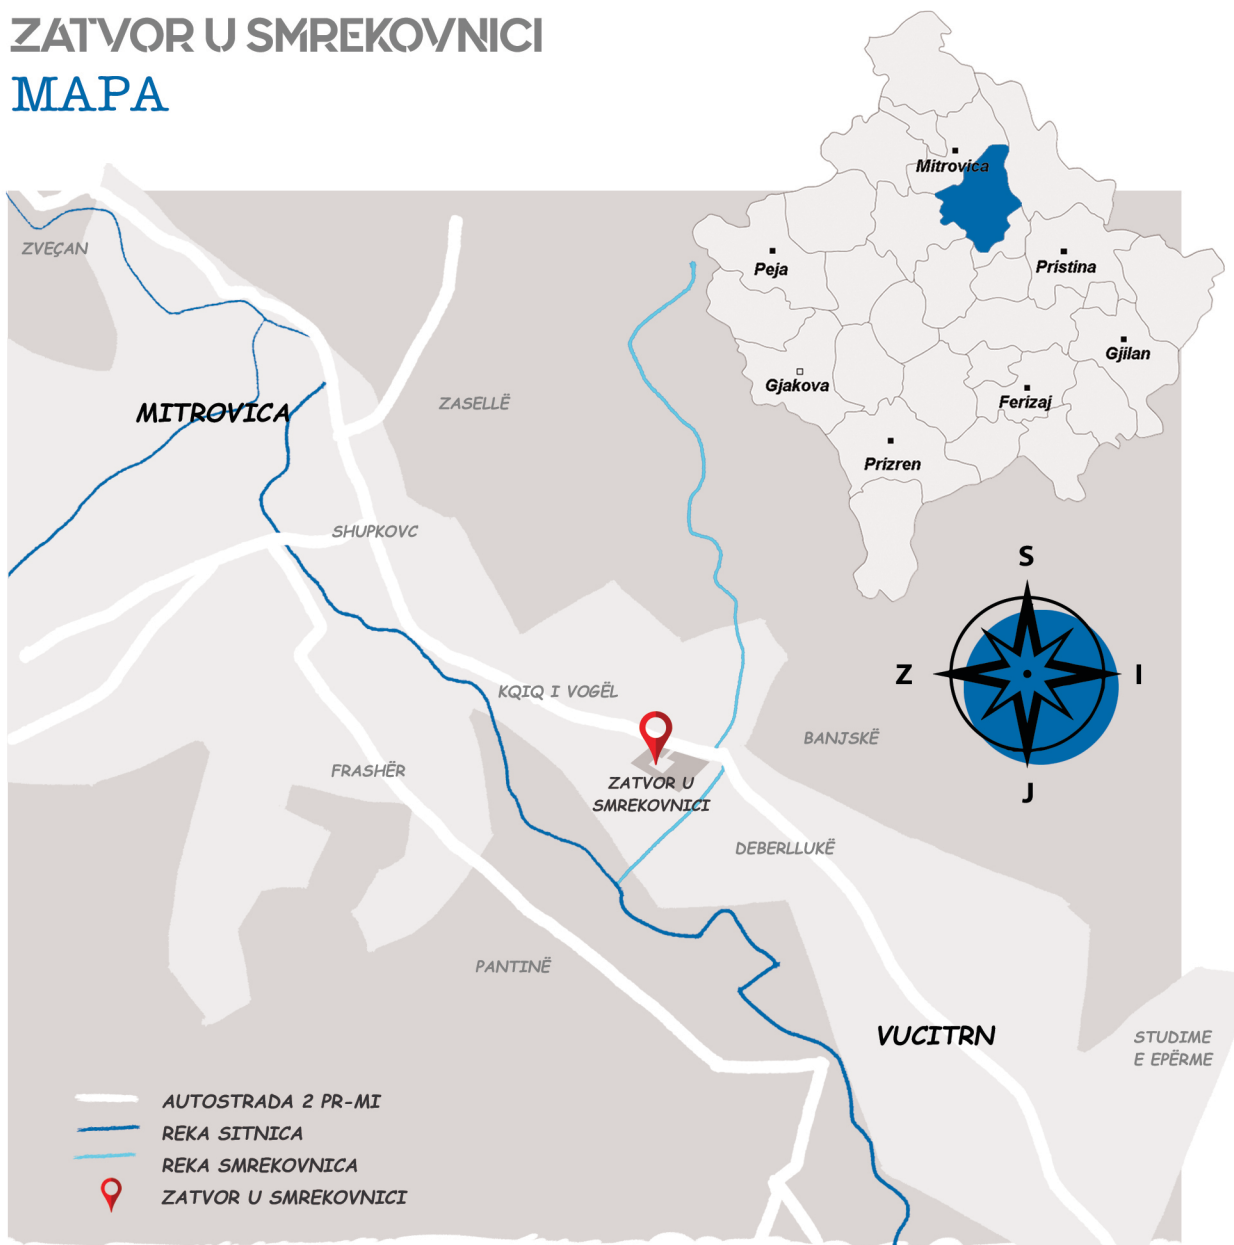 ZATVOR U SMREKOVNICI
MAPA
Mitrovica
Peja
Pristina
Gjilan
Gjakova
Ferizaj
Prizren
ZVEÇAN
MITROVICA
ZASELLË
SHUPKOVC
S
Z
I
J
KQIQ I VOGËL
BANJSKË
FRASHËR
ZATVOR U
SMREKOVNICI
DEBERLLUKË
PANTINË
VUCITRN
STUDIME
E EPËRME
AUTOSTRADA 2 PR-MI
REKA SITNICA
REKA SMREKOVNICA
ZATVOR U SMREKOVNICI